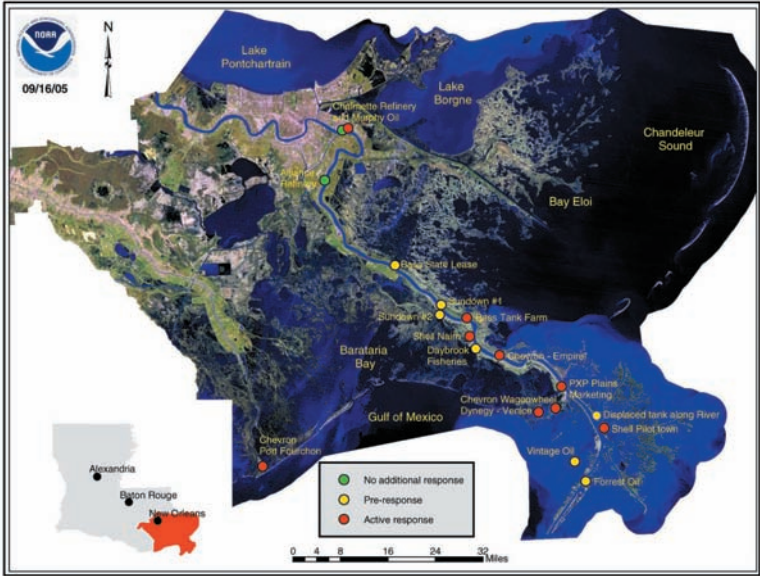 NOAA
09/16/05
N
Lake
Pontchartrain
Lake
Borgne
Chalmette Refinery
and Murphy Oil
Chandeleur
Sound
Alliance
Refinery
Bay Eloi
Lease
Sundown #1
Sundown #2
Bass Tank Farm
Shell Nairn
Barataria
Bay
Daybrook
Fisheries
Chevron - Empire
PXP Plains
Marketing
Gulf of Mexico
Chevron Wagonwheel
Dynegy - Venice
Displaced tank along River
Shell Pilot town
Chevron
Port Fourchon
Vintage Oil
Forrest Oil
Alexandria
Baton Rouge
New Orleans
No additional response
Pre-response
Active response
0 4 8 16 24 32
Miles